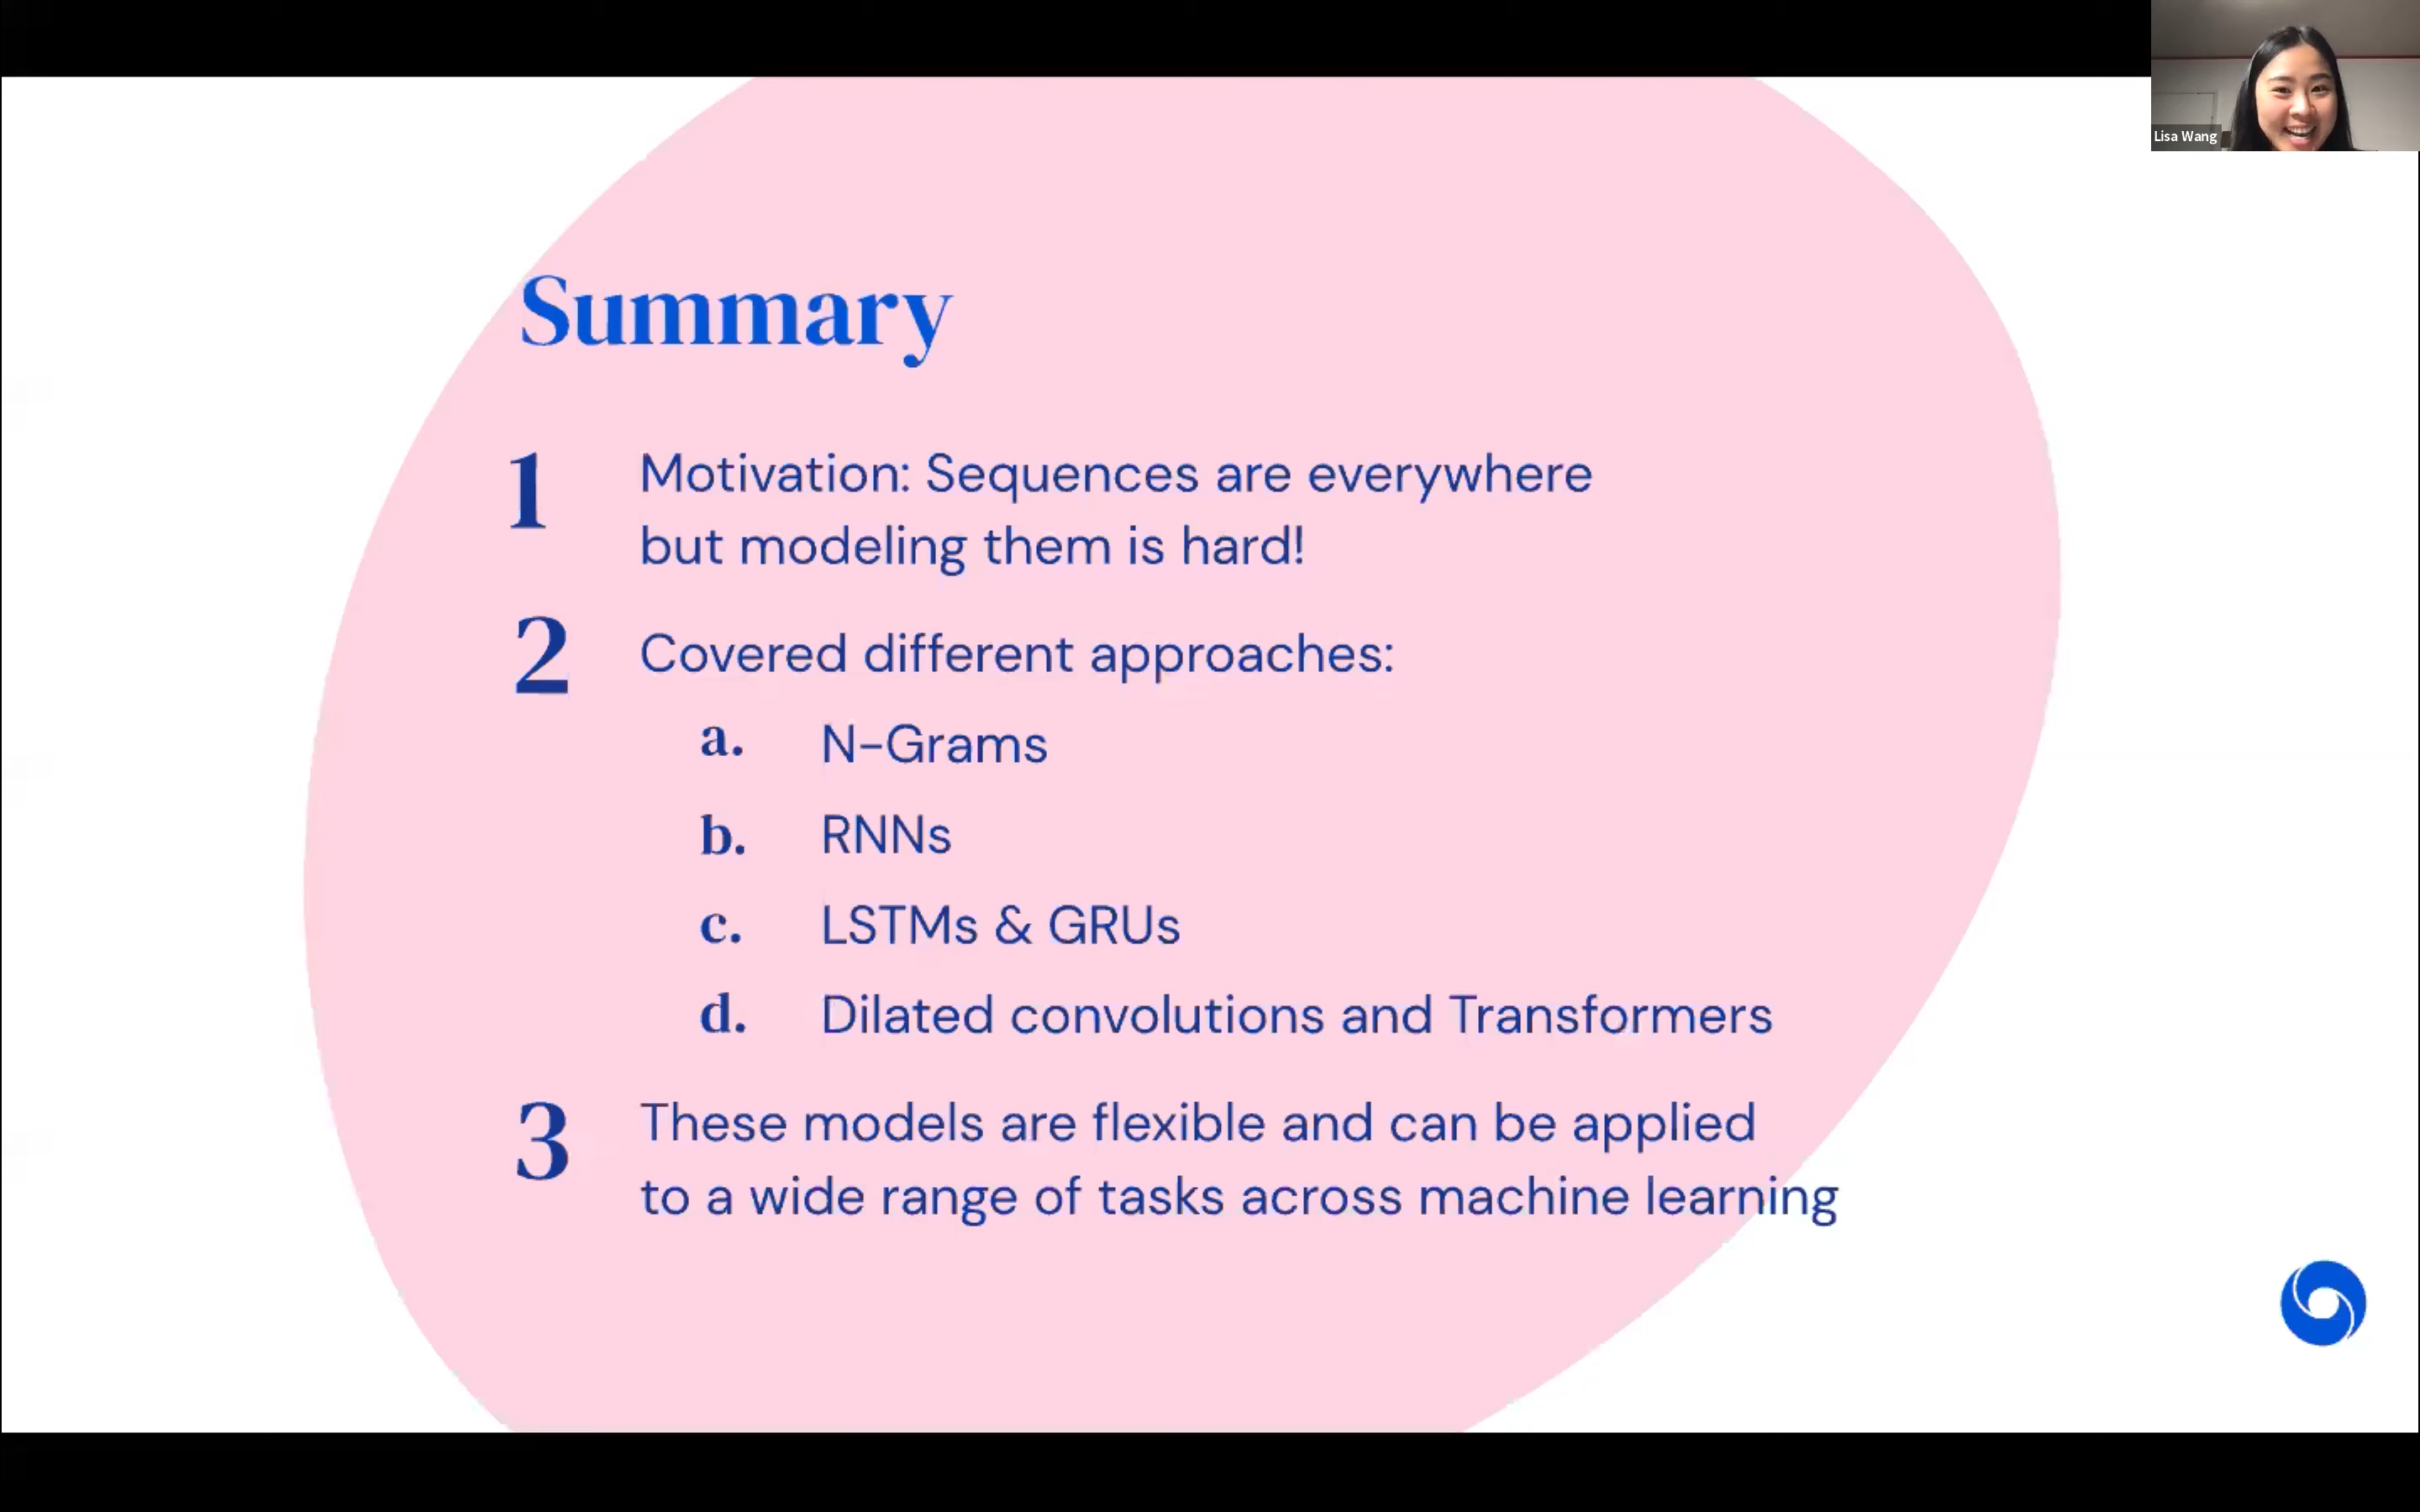 Lisa Wang
Summary
1 Motivation: Sequences are everywhere
but modeling them is hard!
2 Covered different approaches:
a. N-Grams
b. RNNs
c. LSTMs & GRUs
d. Dilated convolutions and Transformers
3 These models are flexible and can be applied
to a wide range of tasks across machine learning